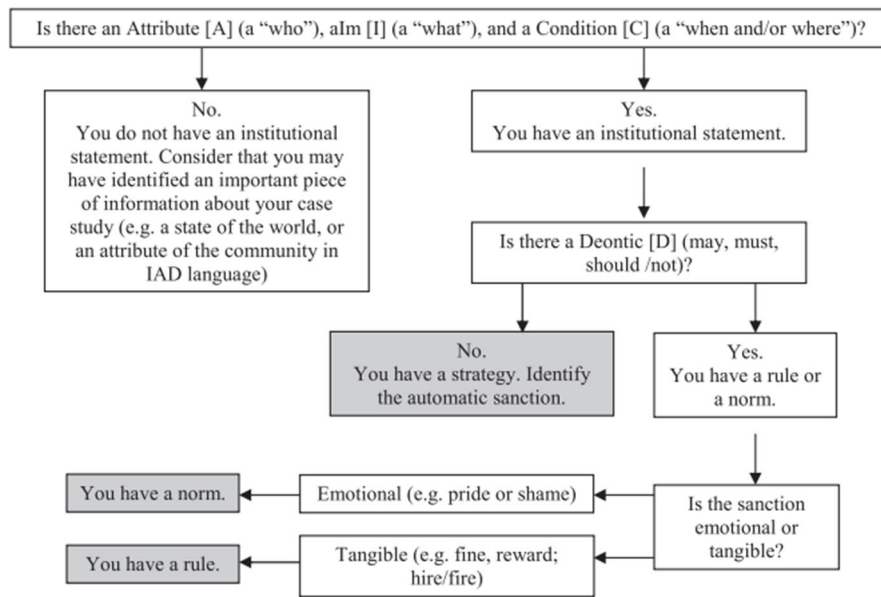 Is there an Attribute [A] (a “who”), aIm [I] (a “what”), and a Condition [C] (a “when and/or where”)?
No.
You do not have an institutional
statement. Consider that you may
have identified an important piece
of information about your case
study (e.g. a state of the world, or
an attribute of the community in
IAD language)
Yes.
You have an institutional statement.
Is there a Deontic [D] (may, must,
should /not)?
No.
You have a strategy. Identify
the automatic sanction.
Yes.
You have a rule or
a norm.
You have a norm.
Emotional (e.g. pride or shame)
Is the sanction
emotional or
tangible?
You have a rule.
Tangible (e.g. fine, reward;
hire/fire)